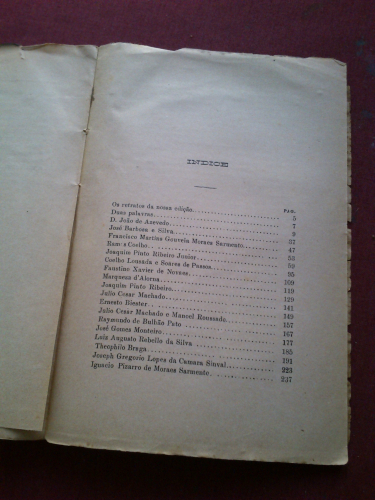 INDICE
PAG.
Os retratos da nossa edição 5
Duas palavras 7
D. João de Azevedo 9
José Barbosa e Silva 37
Francisco Martins Gouveia Moraes Sarmento 47
Ramos Coelho 53
Joaquim Pinto Ribeiro Junior 59
Coelho Lousada e Soares de Passos 95
Faustino Xavier de Novaes 109
Marqueza d'Alorna 119
Joaquim Pinto Ribeiro 129
Julio Cesar Machado 141
Ernesto Biester 149
Julio Cesar Machado e Manoel Roussado 157
Raymundo de Bulhão Pato 167
José Gomes Monteiro 177
Luiz Augusto Rebello da Silva 185
Theophilo Braga 191
Joseph Gregorio Lopes da Camara Sinval 223
Ignacio Pizarro de Moraes Sarmento 237